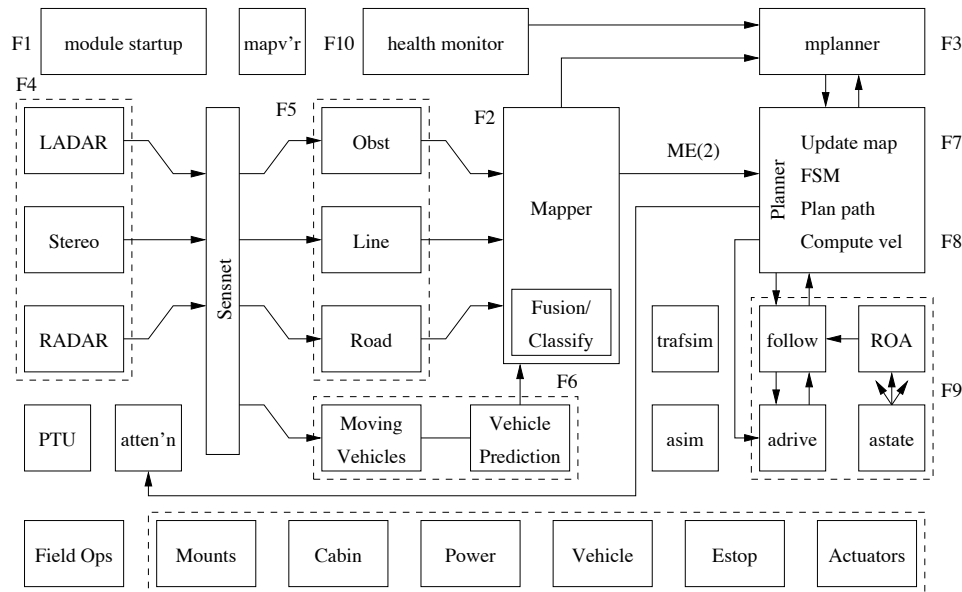 F1
module startup
mapv'r
F10
health monitor
mplanner
F3
F4
LADAR
Stereo
RADAR
Sensnet
F5
Obst
Line
Road
F2
Mapper
Fusion/
Classify
ME(2)
Planner
Update map
FSM
Plan path
Compute vel
F7
F8
F6
Moving
Vehicles
Vehicle
Prediction
trafsim
follow
ROA
F9
PTU
atten'n
asim
adrive
astate
Field Ops
Mounts
Cabin
Power
Vehicle
Estop
Actuators